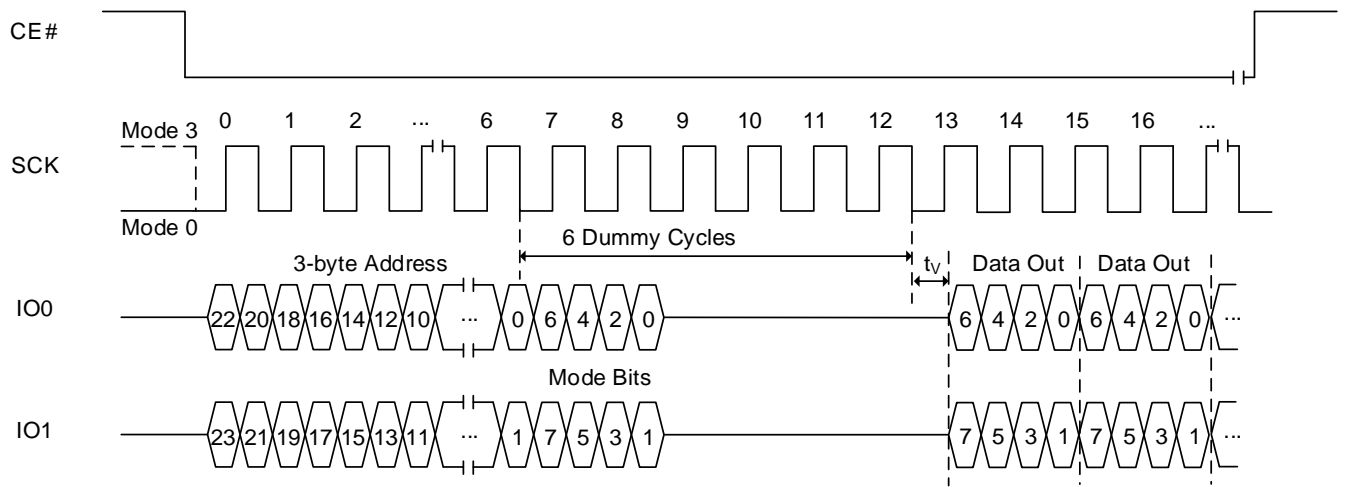 CE#
Mode 3
0 1 2 ... 6 7 8 9 10 11 12 13 14 15 16 ...
SCK
Mode 0
6 Dummy Cycles
3-byte Address
tV
Data Out
Data Out
IO0
22 20 18 16 14 12 10 ... 0 6 4 2 0 6 4 2 0 6 4 2 0 ...
Mode Bits
IO1
23 21 19 17 15 13 11 ... 1 7 5 3 1 7 5 3 1 7 5 3 1 ...